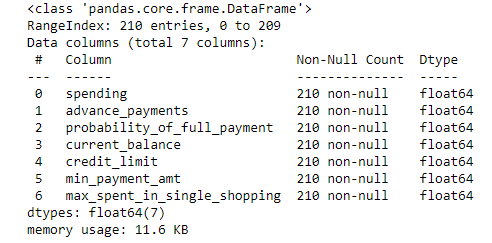 <class 'pandas.core.frame.DataFrame'>
RangeIndex: 210 entries, 0 to 209
Data columns (total 7 columns):
 #   Column                        Non-Null Count  Dtype
---  ------                        --------------  -----
 0   spending                      210 non-null    float64
 1   advance_payments              210 non-null    float64
 2   probability_of_full_payment   210 non-null    float64
 3   current_balance               210 non-null    float64
 4   credit_limit                  210 non-null    float64
 5   min_payment_amt               210 non-null    float64
 6   max_spent_in_single_shopping  210 non-null    float64
dtypes: float64(7)
memory usage: 11.6 KB